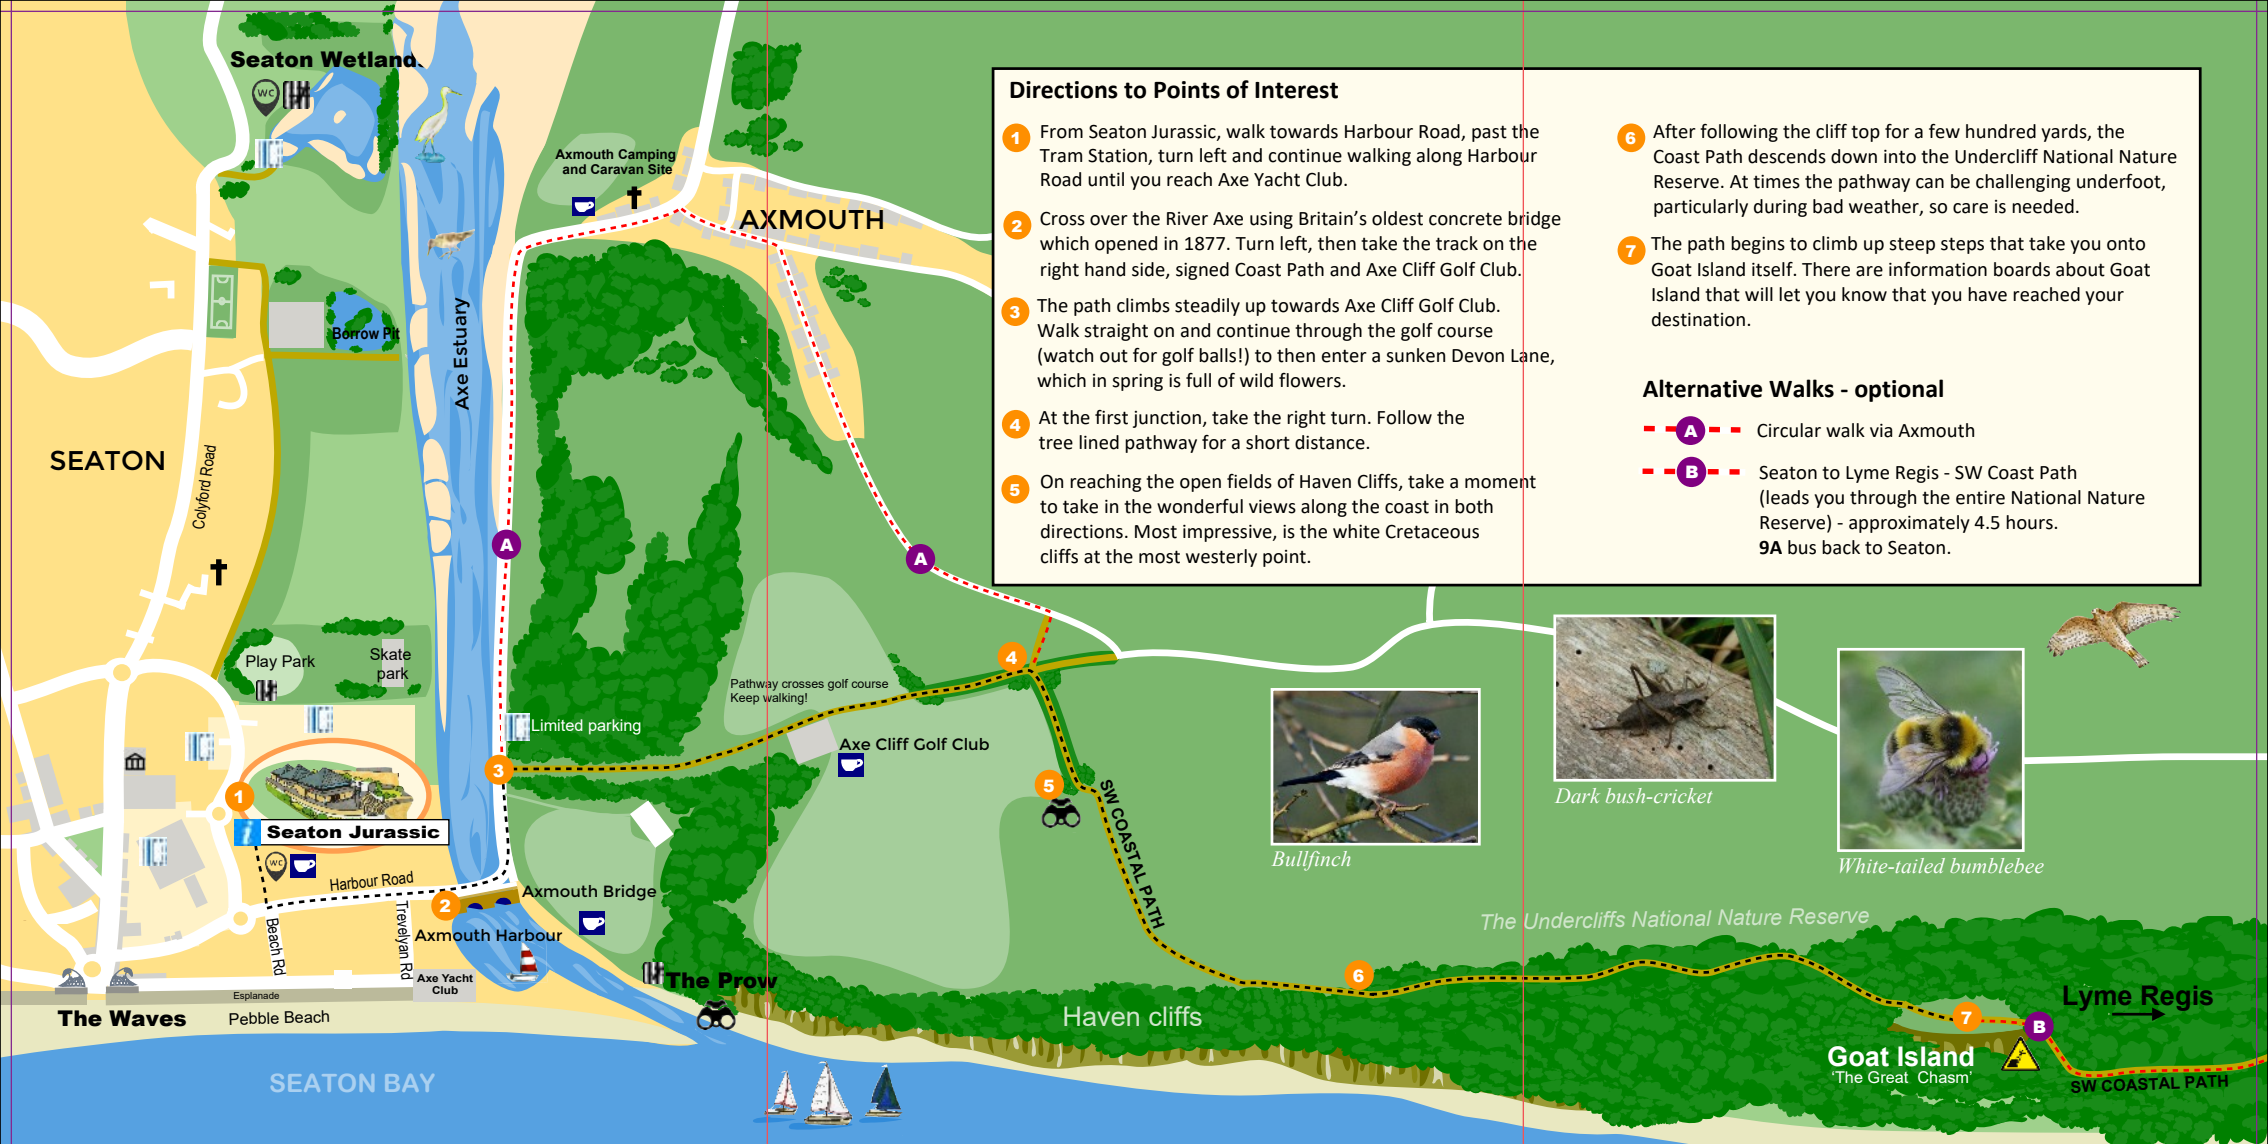 Seaton Wetlands
WC
Axmouth Camping
and Caravan Site
AXMOUTH
Borrow Pit
Axe Estuary
SEATON
Colyford Road
A
A
Play Park
Skate
park
Limited parking
3
1
Seaton Jurassic
WC
Harbour Road
2
Axmouth Bridge
Beach Rd
Trevelyan Rd
Axmouth Harbour
Axe Yacht
Club
Esplanade
The Waves
Pebble Beach
The Prow
SEATON BAY
Pathway crosses golf course
Keep walking!
Axe Cliff Golf Club
4
5
SW COASTAL PATH
6
Haven cliffs
The Undercliffs National Nature Reserve
7
B
Goat Island
'The Great Chasm'
Lyme Regis
SW COASTAL PATH
Bullfinch
Dark bush-cricket
White-tailed bumblebee
Directions to Points of Interest
1 From Seaton Jurassic, walk towards Harbour Road, past the
Tram Station, turn left and continue walking along Harbour
Road until you reach Axe Yacht Club.
2 Cross over the River Axe using Britain's oldest concrete bridge
which opened in 1877. Turn left, then take the track on the
right hand side, signed Coast Path and Axe Cliff Golf Club.
3 The path climbs steadily up towards Axe Cliff Golf Club.
Walk straight on and continue through the golf course
(watch out for golf balls!) to then enter a sunken Devon Lane,
which in spring is full of wild flowers.
4 At the first junction, take the right turn. Follow the
tree lined pathway for a short distance.
5 On reaching the open fields of Haven Cliffs, take a moment
to take in the wonderful views along the coast in both
directions. Most impressive, is the white Cretaceous
cliffs at the most westerly point.
6 After following the cliff top for a few hundred yards, the
Coast Path descends down into the Undercliff National Nature
Reserve. At times the pathway can be challenging underfoot,
particularly during bad weather, so care is needed.
7 The path begins to climb up steep steps that take you onto
Goat Island itself. There are information boards about Goat
Island that will let you know that you have reached your
destination.
Alternative Walks - optional
A Circular walk via Axmouth
B Seaton to Lyme Regis - SW Coast Path
(leads you through the entire National Nature
Reserve) - approximately 4.5 hours.
9A bus back to Seaton.